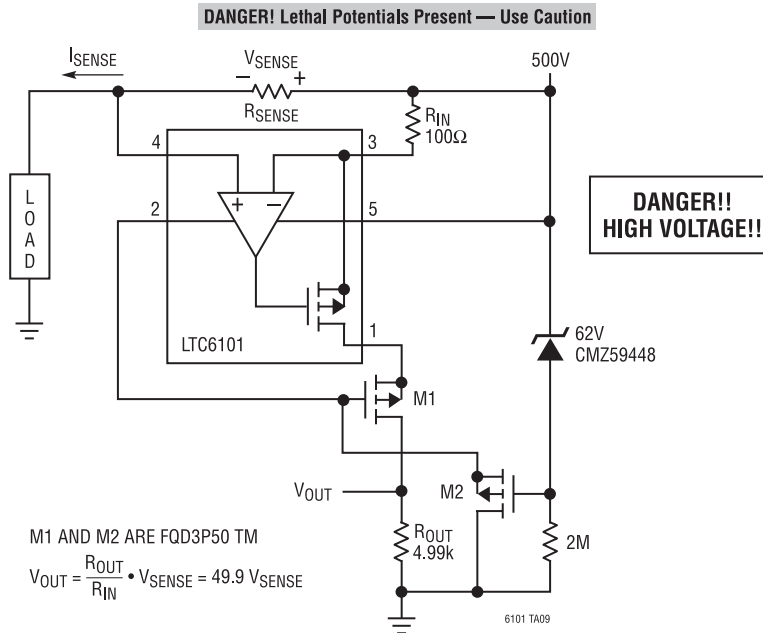 DANGER! Lethal Potentials Present — Use Caution
ISENSE
VSENSE
– +
RSENSE
500V
RIN
100Ω
4
3
2
5
+ –
L
O
A
D
DANGER!!
HIGH VOLTAGE!!
LTC6101
1
62V
CMZ59448
M1
VOUT
M2
ROUT
4.99k
2M
M1 AND M2 ARE FQD3P50 TM
VOUT = ROUT/RIN • VSENSE = 49.9 VSENSE
6101 TA09